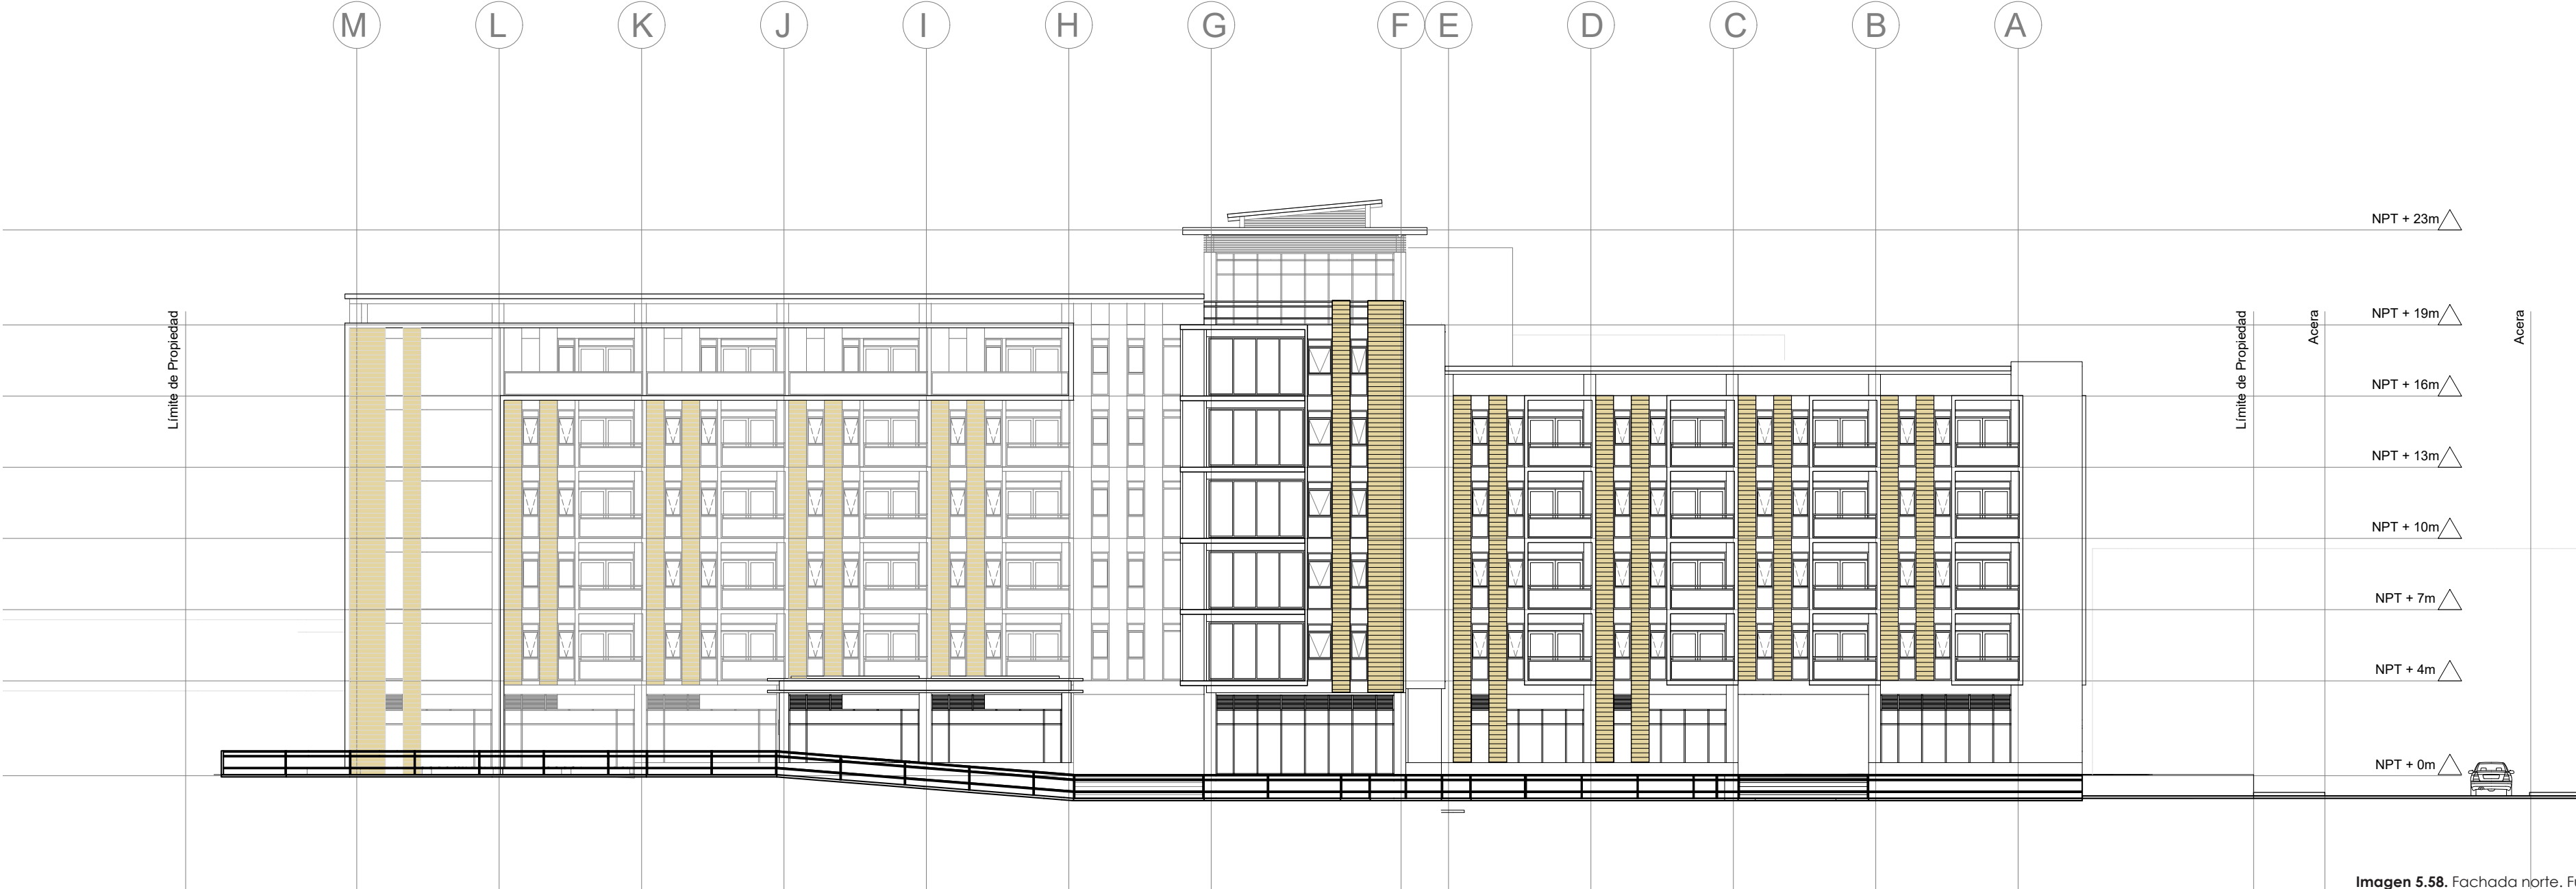 M L K J I H G F E D C B A
NPT + 23m
NPT + 19m
Límite de Propiedad
Límite de Propiedad
Acera
Acera
NPT + 16m
NPT + 13m
NPT + 10m
NPT + 7m
NPT + 4m
NPT + 0m
Imagen 5.58. Fachada norte.